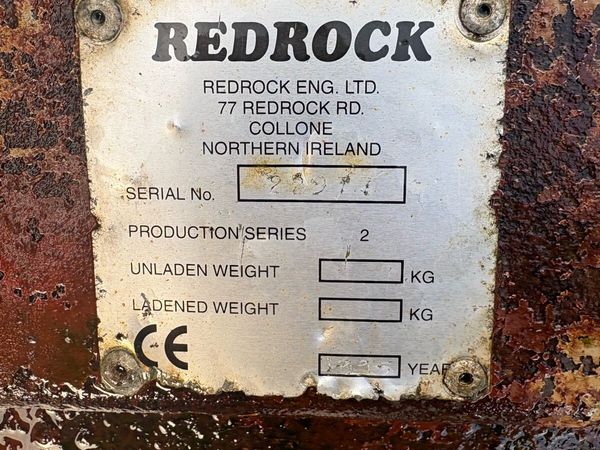 REDROCK
REDROCK ENG. LTD.
77 REDROCK RD.
COLLONE
NORTHERN IRELAND
SERIAL No.
PRODUCTION SERIES 2
UNLADEN WEIGHT KG
LADENED WEIGHT KG
CE
YEAR